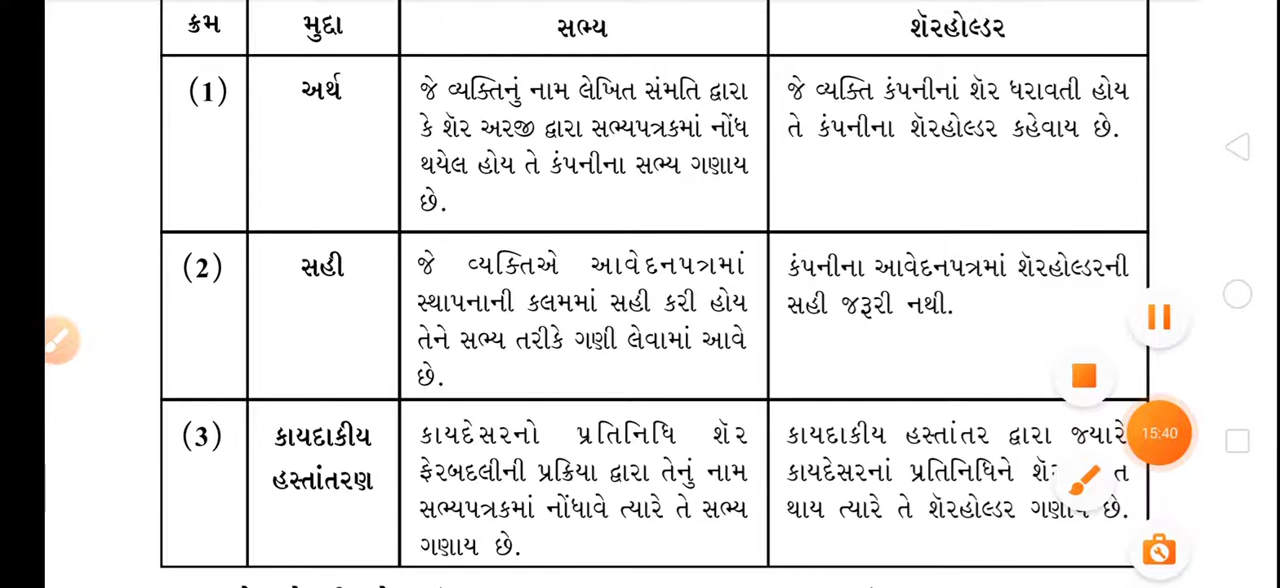 ક્રમ મુદ્દા સભ્ય શૅરહોલ્ડર
(1) અર્થ
જે વ્યક્તિનું નામ લેખિત સંમતિ દ્વારા
કે શૅર અરજી દ્વારા સભ્યપત્રકમાં નોંધ
થયેલ હોય તે કંપનીના સભ્ય ગણાય
છે.
જે વ્યક્તિ કંપનીનાં શૅર ધરાવતી હોય
તે કંપનીના શૅરહોલ્ડર કહેવાય છે.
(2) સહી
જે વ્યક્તિએ આવેદનપત્રમાં
સ્થાપનાની કલમમાં સહી કરી હોય
તેને સભ્ય તરીકે ગણી લેવામાં આવે
છે.
કંપનીના આવેદનપત્રમાં શૅરહોલ્ડરની
સહી જરૂરી નથી.
(3) કાયદાકીય
હસ્તાંતરણ
કાયદેસરનો પ્રતિનિધિ શૅર
ફેરબદલીની પ્રક્રિયા દ્વારા તેનું નામ
સભ્યપત્રકમાં નોંધાવે ત્યારે તે સભ્ય
ગણાય છે.
કાયદાકીય હસ્તાંતર દ્વારા જ્યારે
કાયદેસરનાં પ્રતિનિધિને
થાય ત્યારે તે શૅરહોલ્ડર ગણાય છે.
15:40